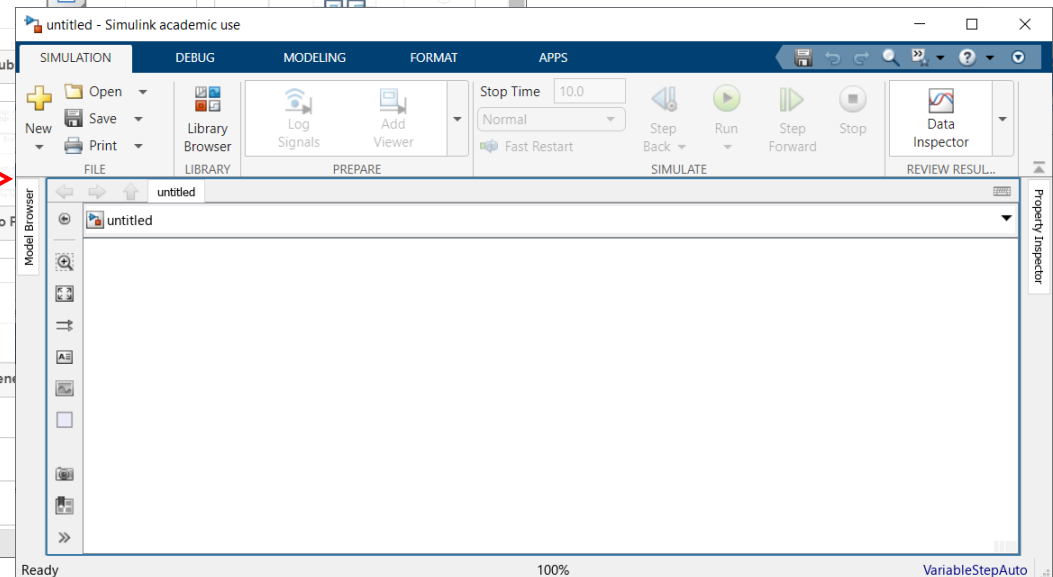 untitled - Simulink academic use
SIMULATION DEBUG MODELING FORMAT APPS
New
Open
Save
Print
FILE
Library Browser
LIBRARY
Log Signals
Add Viewer
PREPARE
Stop Time 10.0
Normal
Fast Restart
Step Back
Run
Step Forward
Stop
SIMULATE
Data Inspector
REVIEW RESUL...
Model Browser
untitled
untitled
Property Inspector
Ready 100% VariableStepAuto